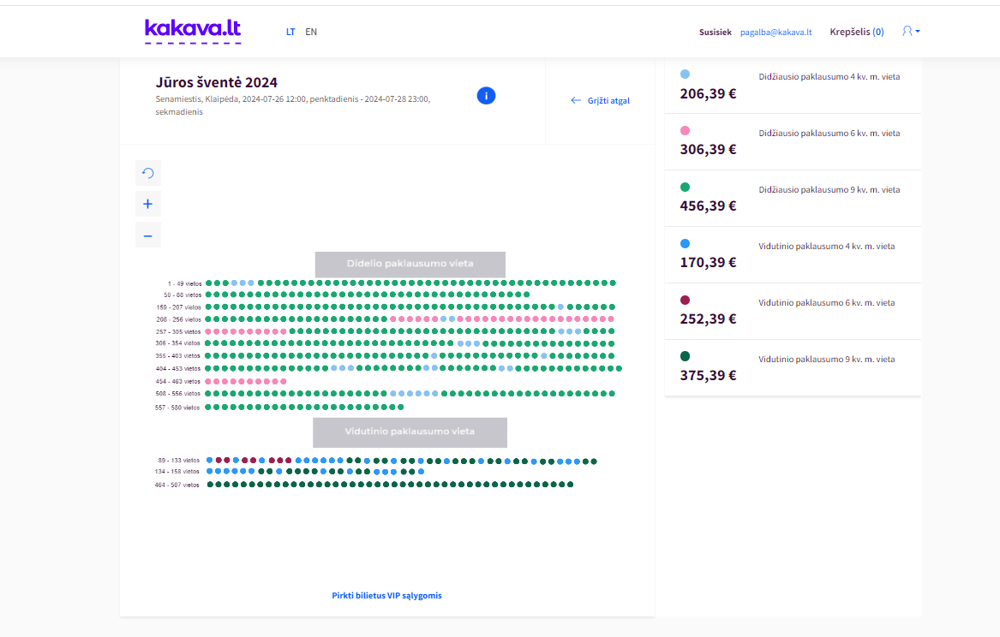 kakava.lt
LT EN
Susisiek pagalba@kakava.lt Krepšelis (0)
Jūros šventė 2024
Senamiestis, Klaipėda, 2024-07-26 12:00, penktadienis - 2024-07-28 23:00,
sekmadienis
i
Grįžti atgal
+
−
Didelio paklausumo vieta
1 - 49 vietos
50 - 88 vietos
159 - 207 vietos
208 - 256 vietos
257 - 305 vietos
306 - 354 vietos
355 - 403 vietos
404 - 453 vietos
454 - 463 vietos
508 - 556 vietos
557 - 580 vietos
Vidutinio paklausumo vieta
89 - 133 vietos
134 - 158 vietos
464 - 507 vietos
Pirkti bilietus VIP sąlygomis
Didžiausio paklausumo 4 kv. m. vieta
206,39 €
Didžiausio paklausumo 6 kv. m. vieta
306,39 €
Didžiausio paklausumo 9 kv. m. vieta
456,39 €
Vidutinio paklausumo 4 kv. m. vieta
170,39 €
Vidutinio paklausumo 6 kv. m. vieta
252,39 €
Vidutinio paklausumo 9 kv. m. vieta
375,39 €